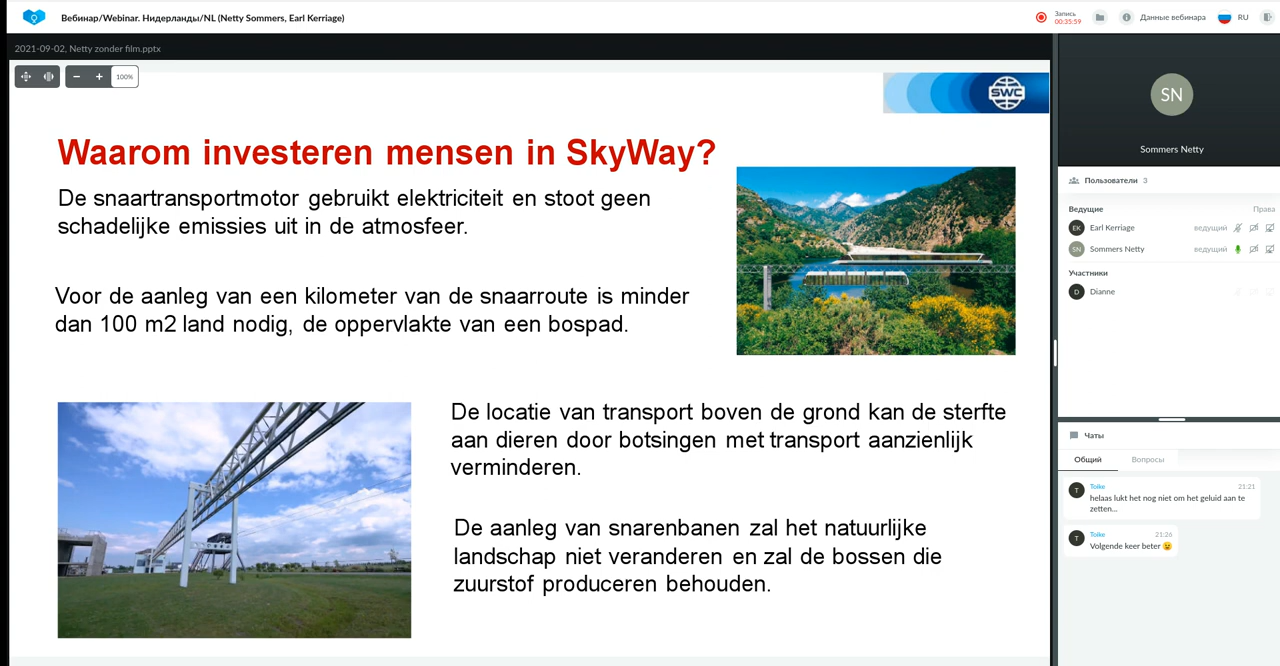 Вебинар/Webinar. Нидерланды/NL (Netty Sommers, Earl Kerriage)
Запись
00:35:59
Данные вебинара
RU
2021-09-02, Netty zonder film.pptx
100%
SWC
Waarom investeren mensen in SkyWay?
De snaartransportmotor gebruikt elektriciteit en stoot geen
schadelijke emissies uit in de atmosfeer.
Voor de aanleg van een kilometer van de snaarroute is minder
dan 100 m2 land nodig, de oppervlakte van een bospad.
De locatie van transport boven de grond kan de sterfte
aan dieren door botsingen met transport aanzienlijk
verminderen.
De aanleg van snarenbanen zal het natuurlijke
landschap niet veranderen en zal de bossen die
zuurstof produceren behouden.
SN
Sommers Netty
Пользователи 3
Ведущие Права
EK Earl Kerriage ведущий
SN Sommers Netty ведущий
Участники
D Dianne
Чаты
Общий Вопросы
T Toike 21:21
helaas lukt het nog niet om het geluid aan te
zetten...
T Toike 21:26
Volgende keer beter 😉